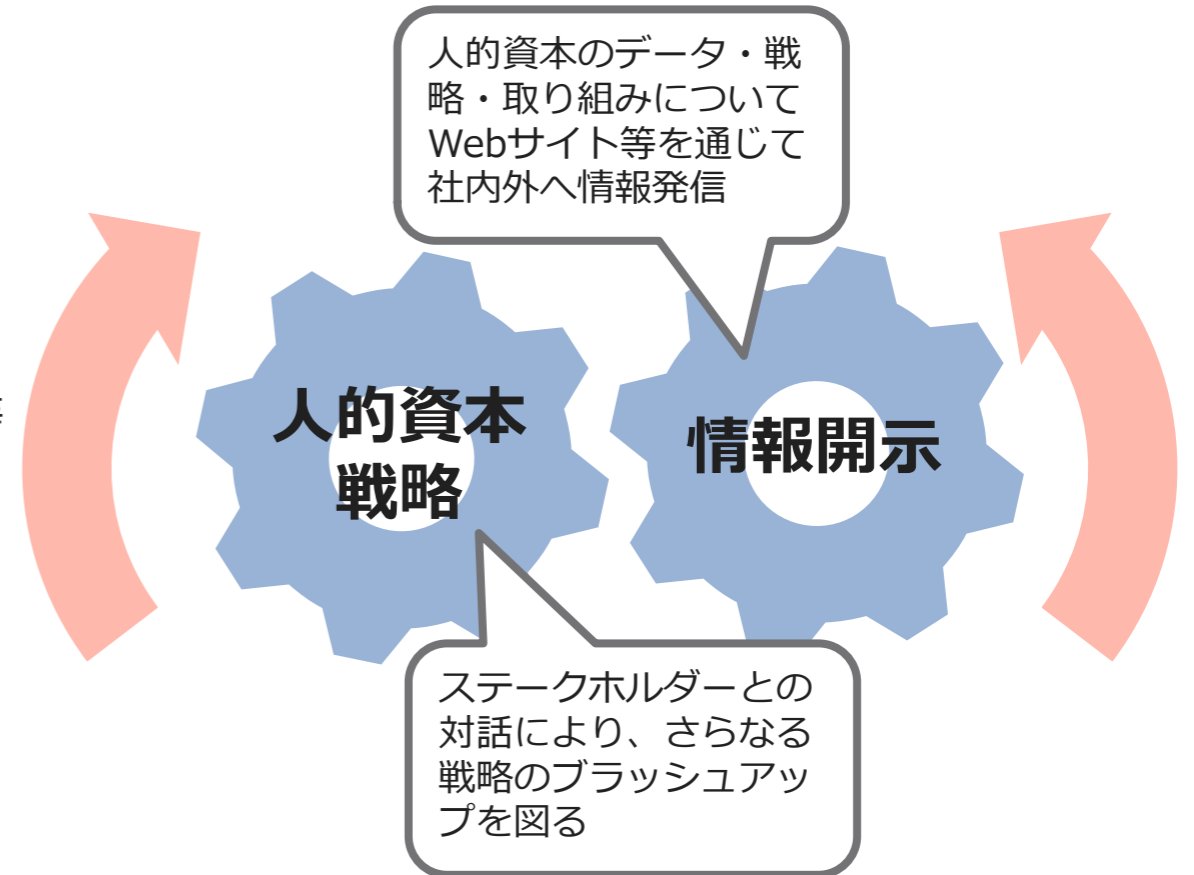 人的資本のデータ・戦
略・取り組みについて
Webサイト等を通じて
社内外へ情報発信
人的資本
戦略
情報開示
ステークホルダーとの
対話により、さらなる
戦略のブラッシュアッ
プを図る